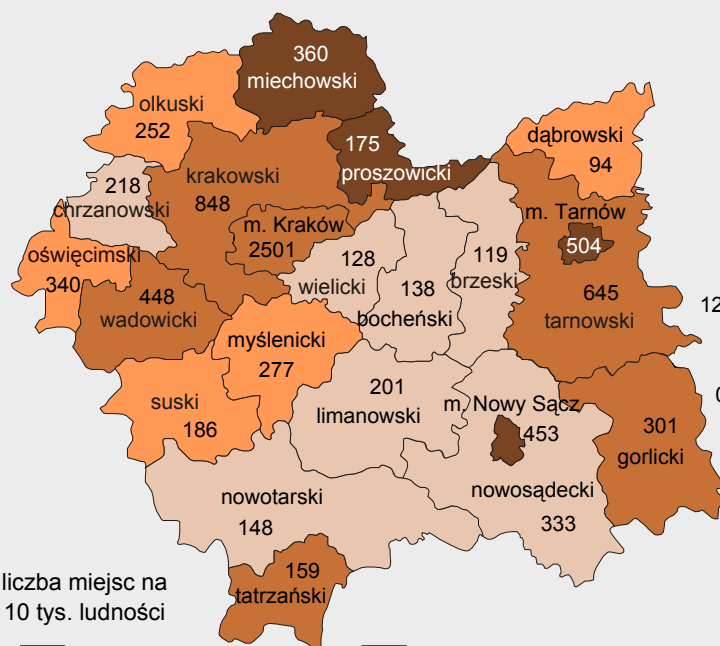 360
miechowski
olkuski
252
175
proszowicki
dąbrowski
94
218
chrzanowski
krakowski
848
m. Kraków
2501
m. Tarnów
504
oświęcimski
340
128
wielicki
119
brzeski
138
bocheński
448
wadowicki
645
tarnowski
myślenicki
277
201
limanowski
m. Nowy Sącz
453
suski
186
301
gorlicki
nowotarski
148
nowosądecki
333
159
tatrzański
liczba miejsc na
10 tys. ludności